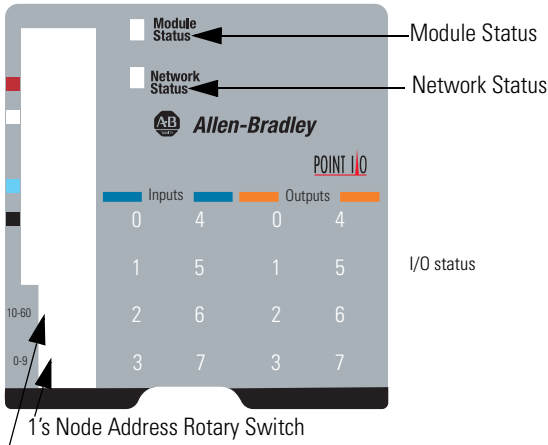 Module
Status
Module Status
Network
Status
Network Status
AB
Allen-Bradley
POINT I/O
Inputs
Outputs
0 4 0 4
1 5 1 5
I/O status
10-60
2 6 2 6
0-9
3 7 3 7
1's Node Address Rotary Switch